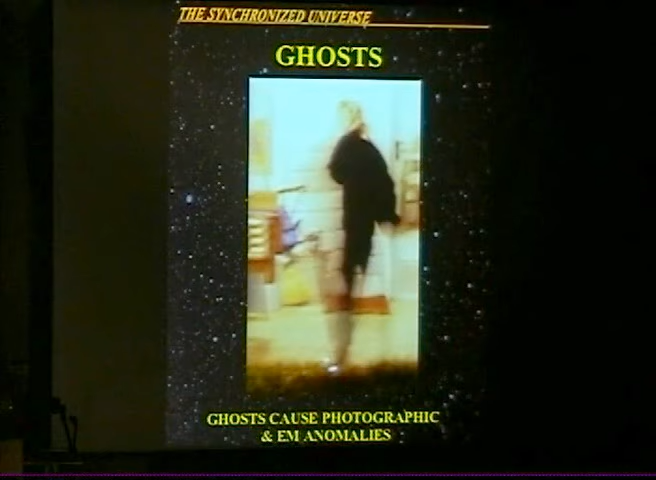 THE SYNCHRONIZED UNIVERSE
GHOSTS
GHOSTS CAUSE PHOTOGRAPHIC
& EM ANOMALIES